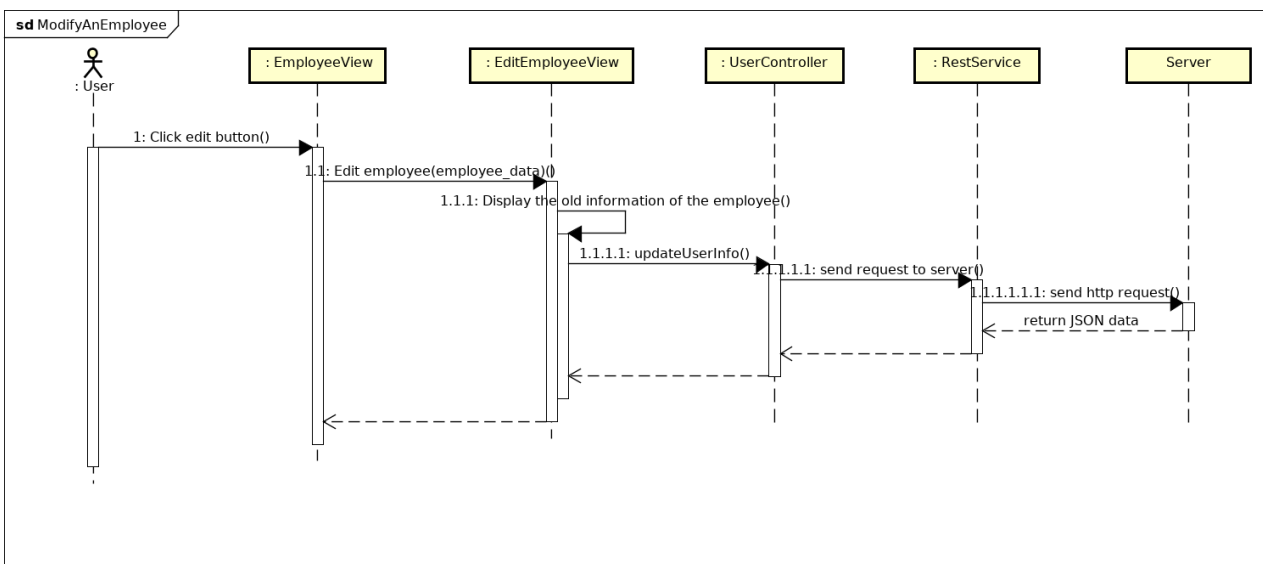 sd ModifyAnEmployee
: User
: EmployeeView
: EditEmployeeView
: UserController
: RestService
Server
1: Click edit button()
1.1: Edit employee(employee_data)()
1.1.1: Display the old information of the employee()
1.1.1.1: updateUserInfo()
1.1.1.1.1: send request to server()
1.1.1.1.1.1: send http request()
return JSON data